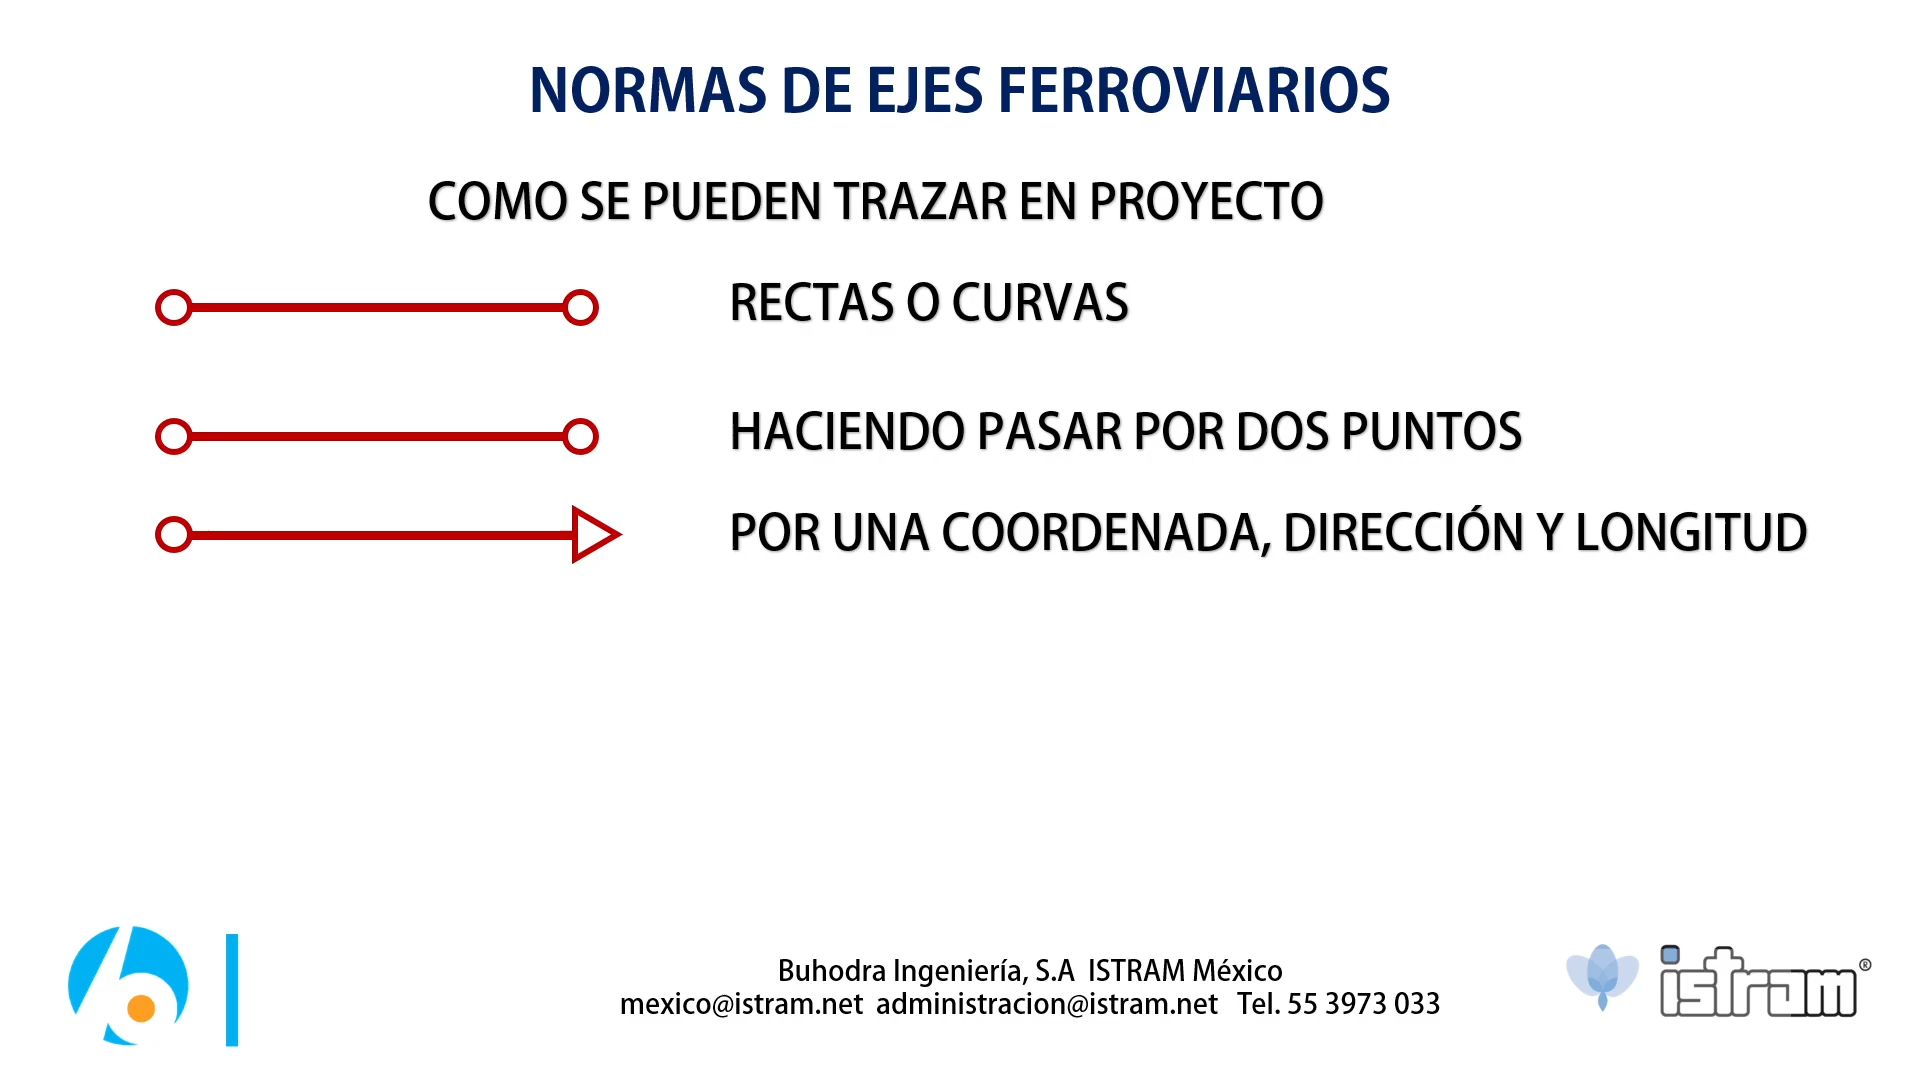 NORMAS DE EJES FERROVIARIOS
COMO SE PUEDEN TRAZAR EN PROYECTO
RECTAS O CURVAS
HACIENDO PASAR POR DOS PUNTOS
POR UNA COORDENADA, DIRECCIÓN Y LONGITUD
Buhodra Ingeniería, S.A ISTRAM México
mexico@istram.net administracion@istram.net Tel. 55 3973 033
istram®